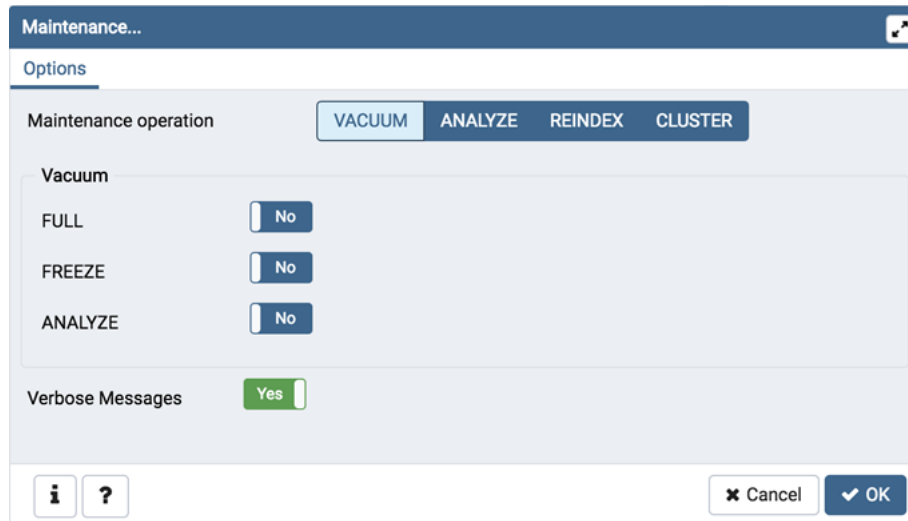 Maintenance...
Options
Maintenance operation VACUUM ANALYZE REINDEX CLUSTER
Vacuum
FULL No
FREEZE No
ANALYZE No
Verbose Messages Yes
i ? Cancel OK